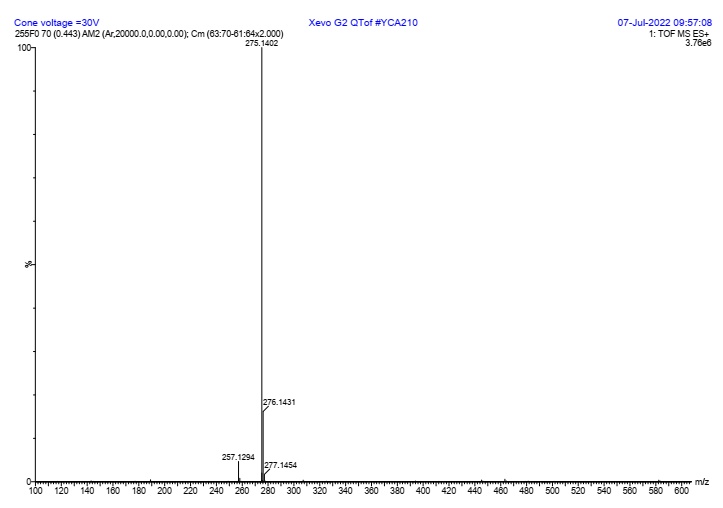 Cone voltage =30V Xevo G2 QTof #YCA210 07-Jul-2022 09:57:08
255F0 70 (0.443) AM2 (Ar,20000.0,0.00,0.00); Cm (63:70-61:64x2.000) 1: TOF MS ES+
275.1402 3.76e6
100
%
276.1431
257.1294
277.1454
0
m/z
100 120 140 160 180 200 220 240 260 280 300 320 340 360 380 400 420 440 460 480 500 520 540 560 580 600